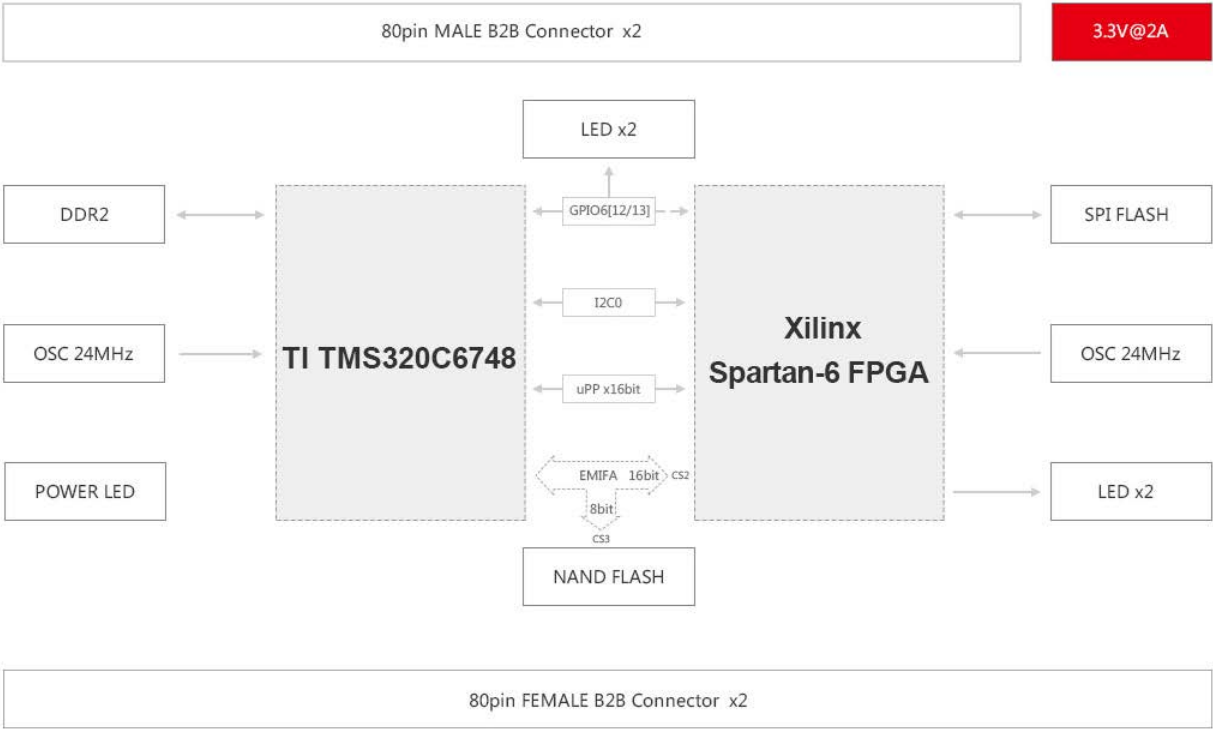 80pin MALE B2B Connector x2
3.3V@2A
LED x2
DDR2
GPIO6[12/13]
SPI FLASH
I2C0
OSC 24MHz
TI TMS320C6748
Xilinx
Spartan-6 FPGA
OSC 24MHz
uPP x16bit
POWER LED
EMIFA 16bit
CS2
LED x2
8bit
CS3
NAND FLASH
80pin FEMALE B2B Connector x2